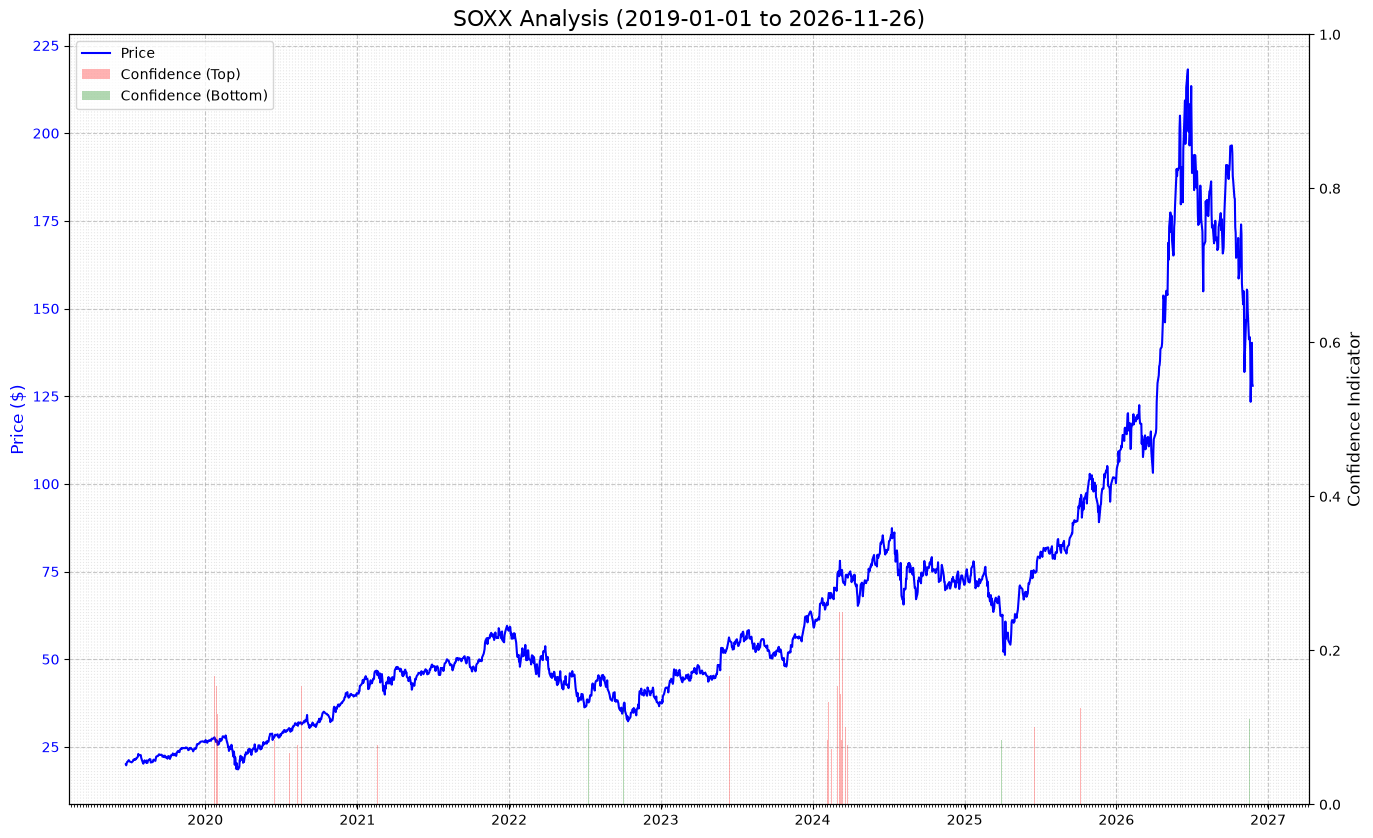 SOXX Analysis (2019-01-01 to 2026-11-26)
Price
Confidence (Top)
Confidence (Bottom)
225
200
175
150
125
100
75
50
25
Price ($)
1.0
0.8
0.6
0.4
0.2
0.0
Confidence Indicator
2020 2021 2022 2023 2024 2025 2026 2027